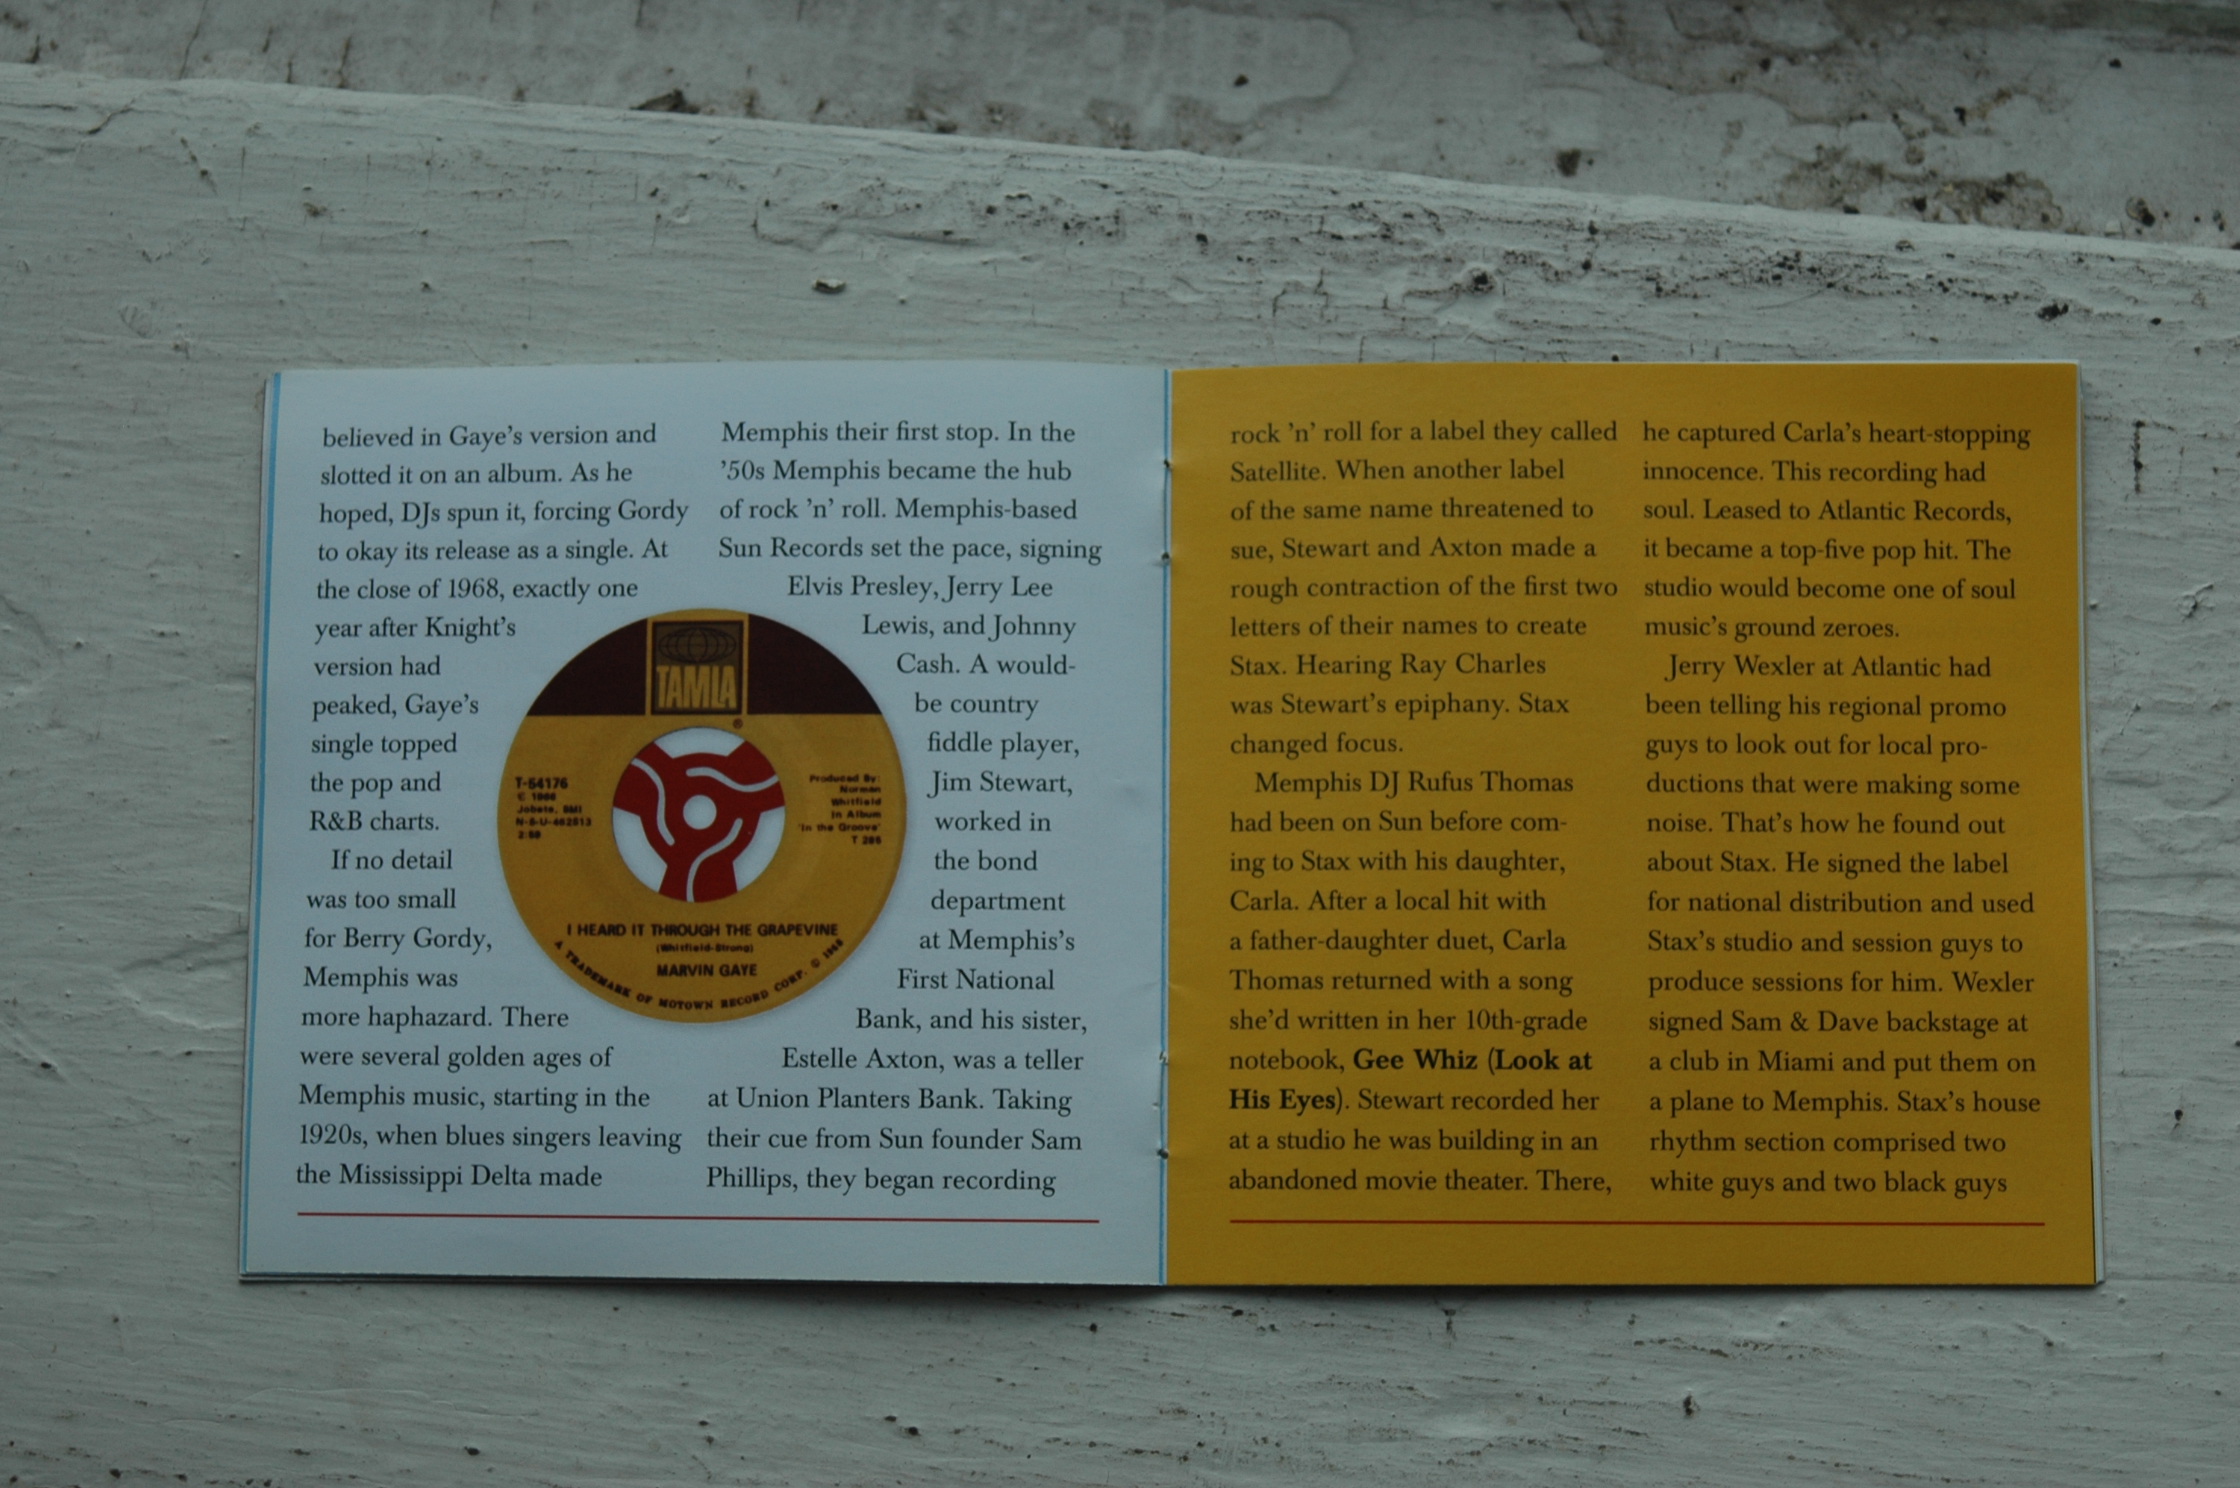 believed in Gaye's version and
slotted it on an album. As he
hoped, DJs spun it, forcing Gordy
to okay its release as a single. At
the close of 1968, exactly one
year after Knight's
version had
peaked, Gaye's
single topped
the pop and
R&B charts.
If no detail
was too small
for Berry Gordy,
Memphis was
more haphazard. There
were several golden ages of
Memphis music, starting in the
1920s, when blues singers leaving
the Mississippi Delta made
TAMLA
®
T-54176
Jobete, BMI
Produced By:
Norman
Whitfield
In Album
"In the Groove"
T 285
I HEARD IT THROUGH THE GRAPEVINE
(Whitfield-Strong)
MARVIN GAYE
A TRADEMARK OF MOTOWN RECORD CORP. © 1968
Memphis their first stop. In the
'50s Memphis became the hub
of rock 'n' roll. Memphis-based
Sun Records set the pace, signing
Elvis Presley, Jerry Lee
Lewis, and Johnny
Cash. A would-
be country
fiddle player,
Jim Stewart,
worked in
the bond
department
at Memphis's
First National
Bank, and his sister,
Estelle Axton, was a teller
at Union Planters Bank. Taking
their cue from Sun founder Sam
Phillips, they began recording
rock 'n' roll for a label they called
Satellite. When another label
of the same name threatened to
sue, Stewart and Axton made a
rough contraction of the first two
letters of their names to create
Stax. Hearing Ray Charles
was Stewart's epiphany. Stax
changed focus.
Memphis DJ Rufus Thomas
had been on Sun before com-
ing to Stax with his daughter,
Carla. After a local hit with
a father-daughter duet, Carla
Thomas returned with a song
she'd written in her 10th-grade
notebook, Gee Whiz (Look at
His Eyes). Stewart recorded her
at a studio he was building in an
abandoned movie theater. There,
he captured Carla's heart-stopping
innocence. This recording had
soul. Leased to Atlantic Records,
it became a top-five pop hit. The
studio would become one of soul
music's ground zeroes.
Jerry Wexler at Atlantic had
been telling his regional promo
guys to look out for local pro-
ductions that were making some
noise. That's how he found out
about Stax. He signed the label
for national distribution and used
Stax's studio and session guys to
produce sessions for him. Wexler
signed Sam & Dave backstage at
a club in Miami and put them on
a plane to Memphis. Stax's house
rhythm section comprised two
white guys and two black guys